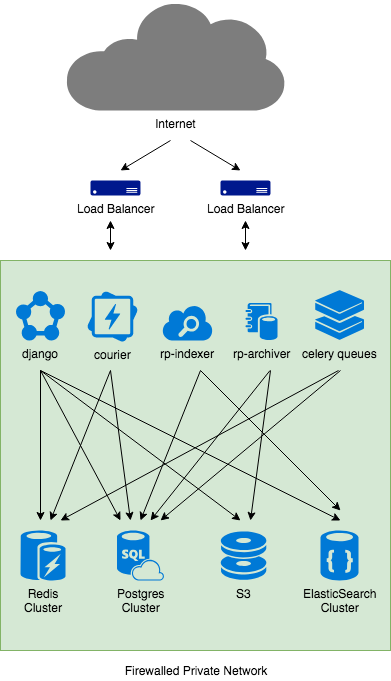 Internet
Load Balancer
Load Balancer
django
courier
rp-indexer
rp-archiver
celery queues
SQL
{ }
Redis
Cluster
Postgres
Cluster
S3
ElasticSearch
Cluster
Firewalled Private Network